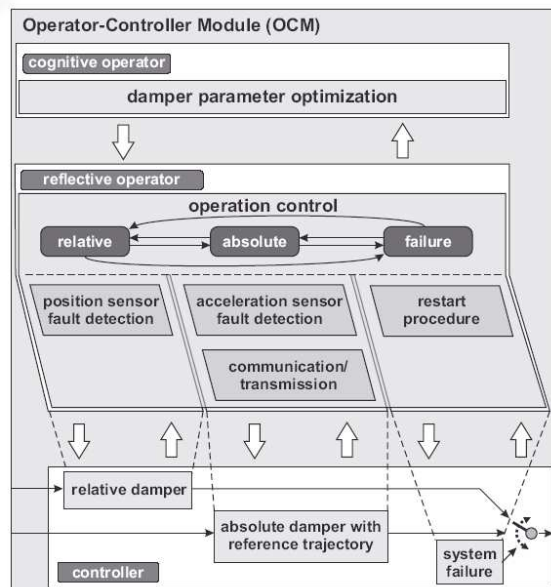 Operator-Controller Module (OCM)
cognitive operator
damper parameter optimization
reflective operator
operation control
relative
absolute
failure
position sensor
fault detection
acceleration sensor
fault detection
restart
procedure
communication/
transmission
relative damper
absolute damper with
reference trajectory
system
failure
controller